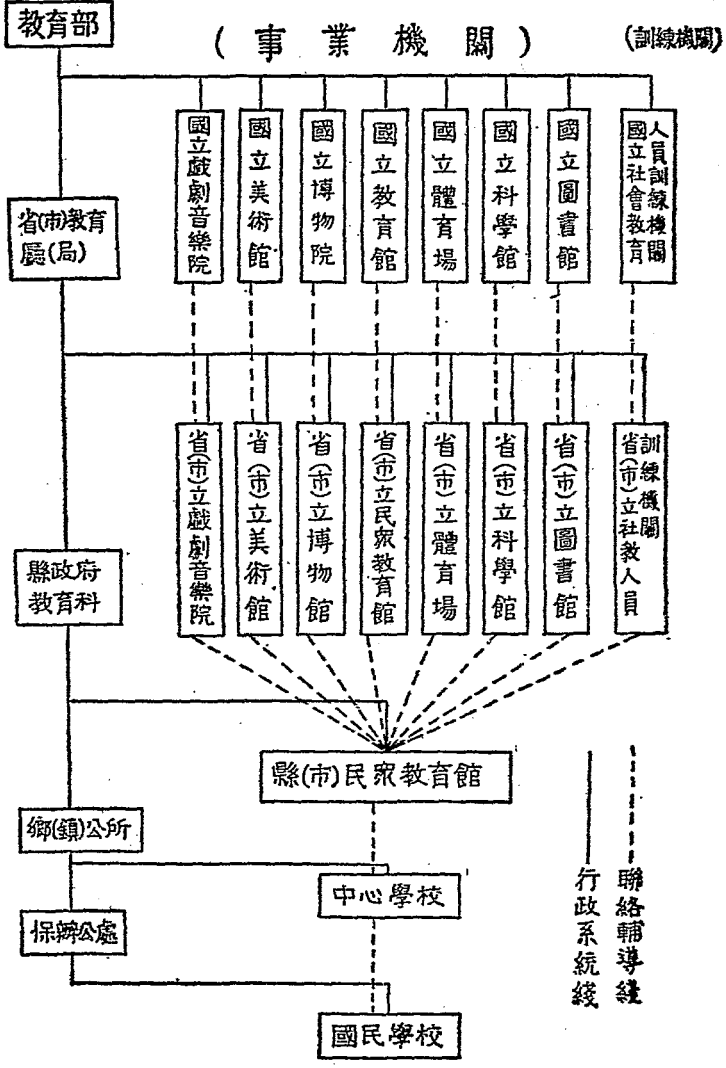 教育部
(事業機關)
(訓練機關)
國立戲劇音樂院
國立美術館
國立博物院
國立教育館
國立體育場
國立科學館
國立圖書館
國立社會教育
人員訓練機關
省(市)教育
廳(局)
省(市)立戲劇音樂院
省(市)立美術館
省(市)立博物館
省(市)立民眾教育館
省(市)立體育場
省(市)立科學館
省(市)立圖書館
省(市)立社教人員
訓練機關
縣政府
教育科
縣(市)民眾教育館
鄉(鎮)公所
中心學校
保辦公處
國民學校
行政系統綫
聯絡輔導綫